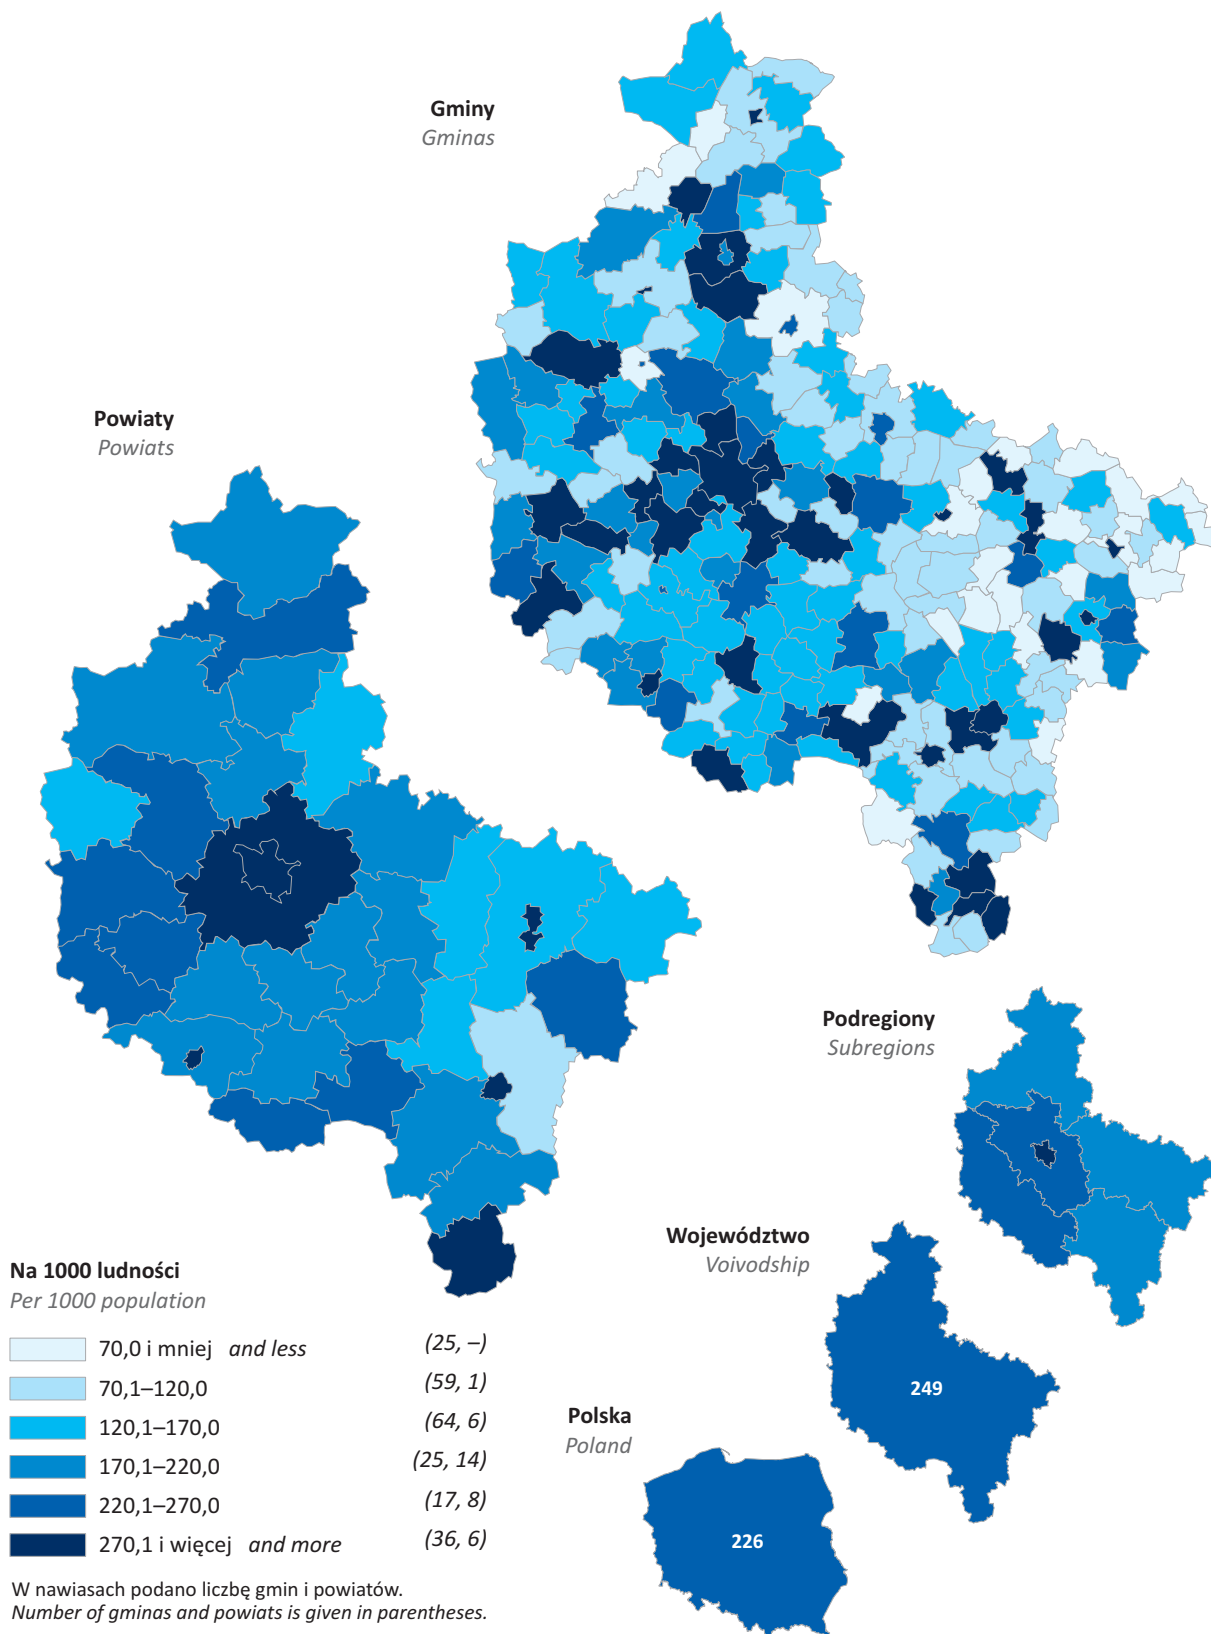 Gminy
Gminas
Powiaty
Powiats
Podregiony
Subregions
Województwo
Voivodship
249
Polska
Poland
226
Na 1000 ludności
Per 1000 population
70,0 i mniej and less (25, –)
70,1–120,0 (59, 1)
120,1–170,0 (64, 6)
170,1–220,0 (25, 14)
220,1–270,0 (17, 8)
270,1 i więcej and more (36, 6)
W nawiasach podano liczbę gmin i powiatów.
Number of gminas and powiats is given in parentheses.